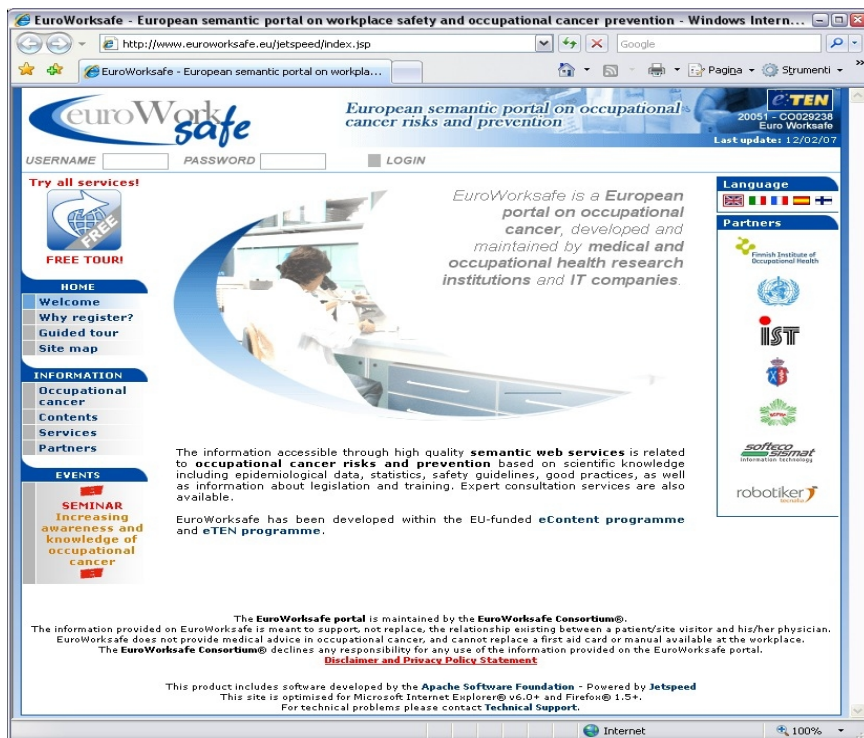 EuroWorksafe - European semantic portal on workplace safety and occupational cancer prevention - Windows Intern...
http://www.euroworksafe.eu/jetspeed/index.jsp
Google
EuroWorksafe - European semantic portal on workpla...
Pagina
Strumenti
euroWork safe
European semantic portal on occupational
cancer risks and prevention
e-TEN
20051 - CO029238
Euro Worksafe
Last update: 12/02/07
USERNAME PASSWORD LOGIN
Try all services!
FREE
FREE TOUR!
HOME
Welcome
Why register?
Guided tour
Site map
INFORMATION
Occupational
cancer
Contents
Services
Partners
EVENTS
SEMINAR
Increasing
awareness and
knowledge of
occupational
cancer
EuroWorksafe is a European
portal on occupational
cancer, developed and
maintained by medical and
occupational health research
institutions and IT companies.
The information accessible through high quality semantic web services is related
to occupational cancer risks and prevention based on scientific knowledge
including epidemiological data, statistics, safety guidelines, good practices, as well
as information about legislation and training. Expert consultation services are also
available.
EuroWorksafe has been developed within the EU-funded eContent programme
and eTEN programme.
Language
Partners
Finnish Institute of
Occupational Health
iST
softeco
sismat
information technology
robotiker
tecnalia
The EuroWorksafe portal is maintained by the EuroWorksafe Consortium®.
The information provided on EuroWorksafe is meant to support, not replace, the relationship existing between a patient/site visitor and his/her physician.
EuroWorksafe does not provide medical advice in occupational cancer, and cannot replace a first aid card or manual available at the workplace.
The EuroWorksafe Consortium® declines any responsibility for any use of the information provided on the EuroWorksafe portal.
Disclaimer and Privacy Policy Statement
This product includes software developed by the Apache Software Foundation - Powered by Jetspeed
This site is optimised for Microsoft Internet Explorer® v6.0+ and Firefox® 1.5+.
For technical problems please contact Technical Support.
Internet
100%